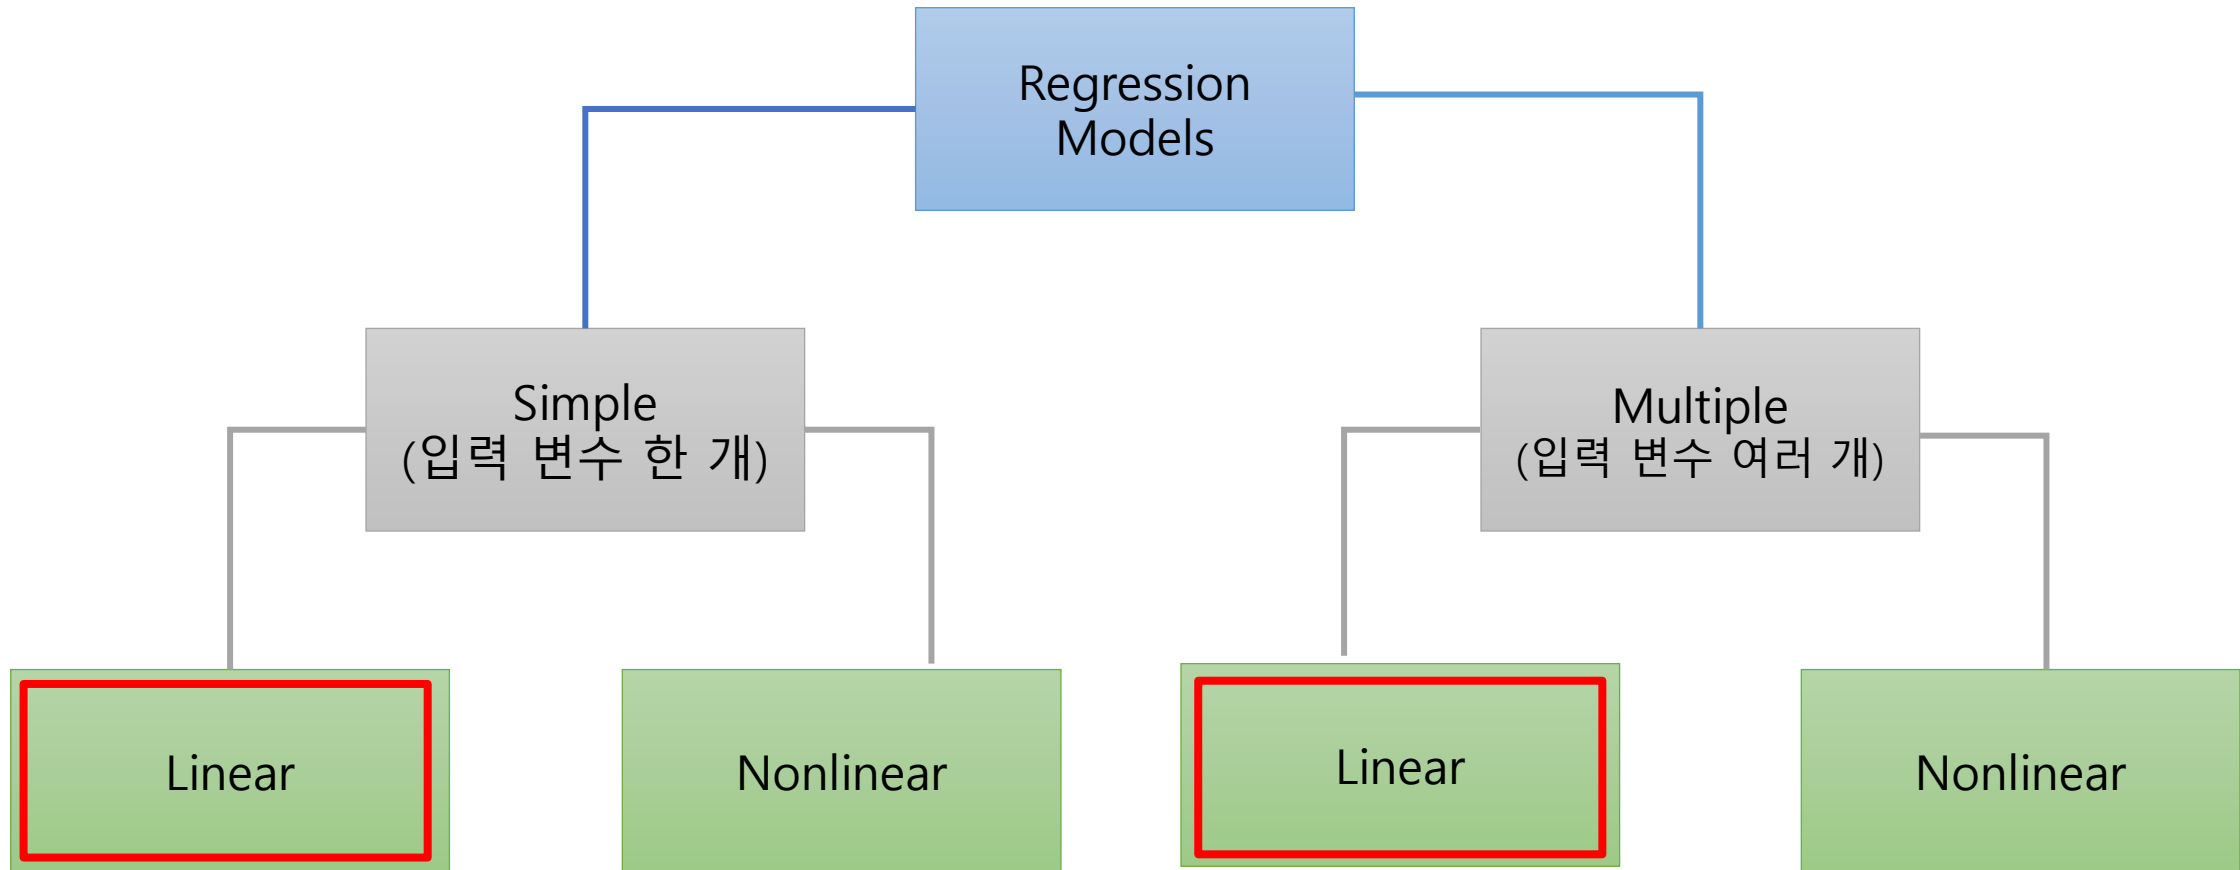 Regression
Models
Simple
(입력 변수 한 개)
Multiple
(입력 변수 여러 개)
Linear
Nonlinear
Linear
Nonlinear